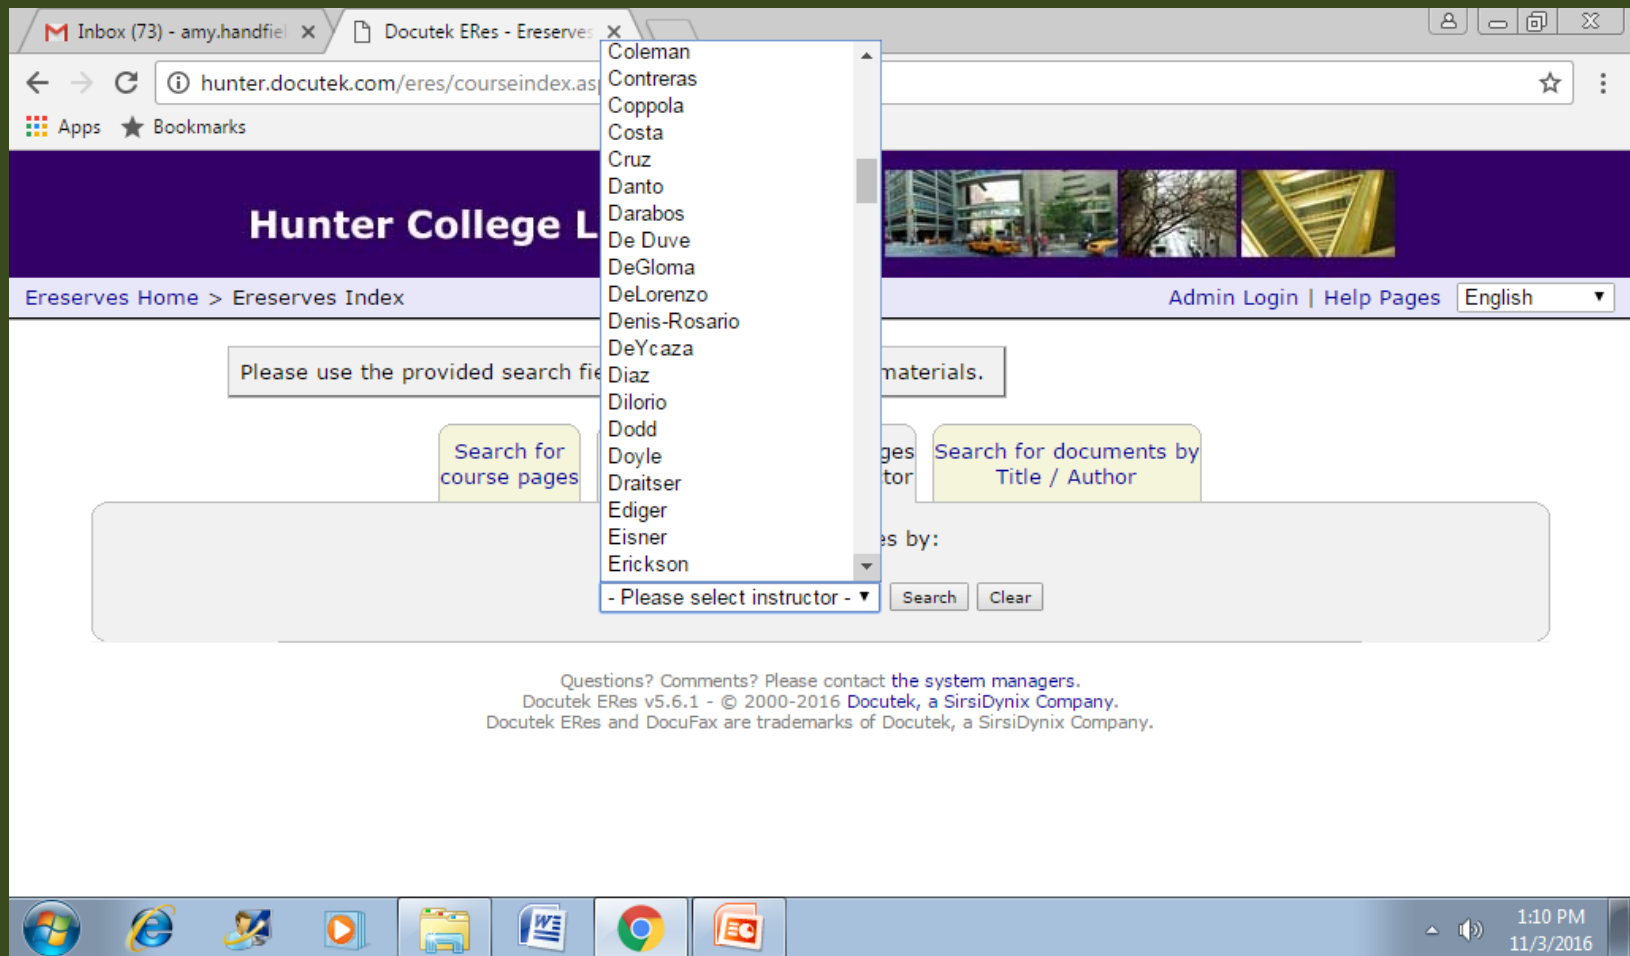 Inbox (73) - amy.handfiel
Docutek ERes - Ereserves
hunter.docutek.com/eres/courseindex.as
Apps
Bookmarks
Hunter College L
Ereserves Home > Ereserves Index
Admin Login | Help Pages
English
Coleman
Contreras
Coppola
Costa
Cruz
Danto
Darabos
De Duve
DeGloma
DeLorenzo
Denis-Rosario
DeYcaza
Diaz
DiIorio
Dodd
Doyle
Draitser
Ediger
Eisner
Erickson
Please use the provided search fie
materials.
Search for
course pages
ges
tor
Search for documents by
Title / Author
es by:
- Please select instructor -
Search
Clear
Questions? Comments? Please contact the system managers.
Docutek ERes v5.6.1 - © 2000-2016 Docutek, a SirsiDynix Company.
Docutek ERes and DocuFax are trademarks of Docutek, a SirsiDynix Company.
1:10 PM
11/3/2016